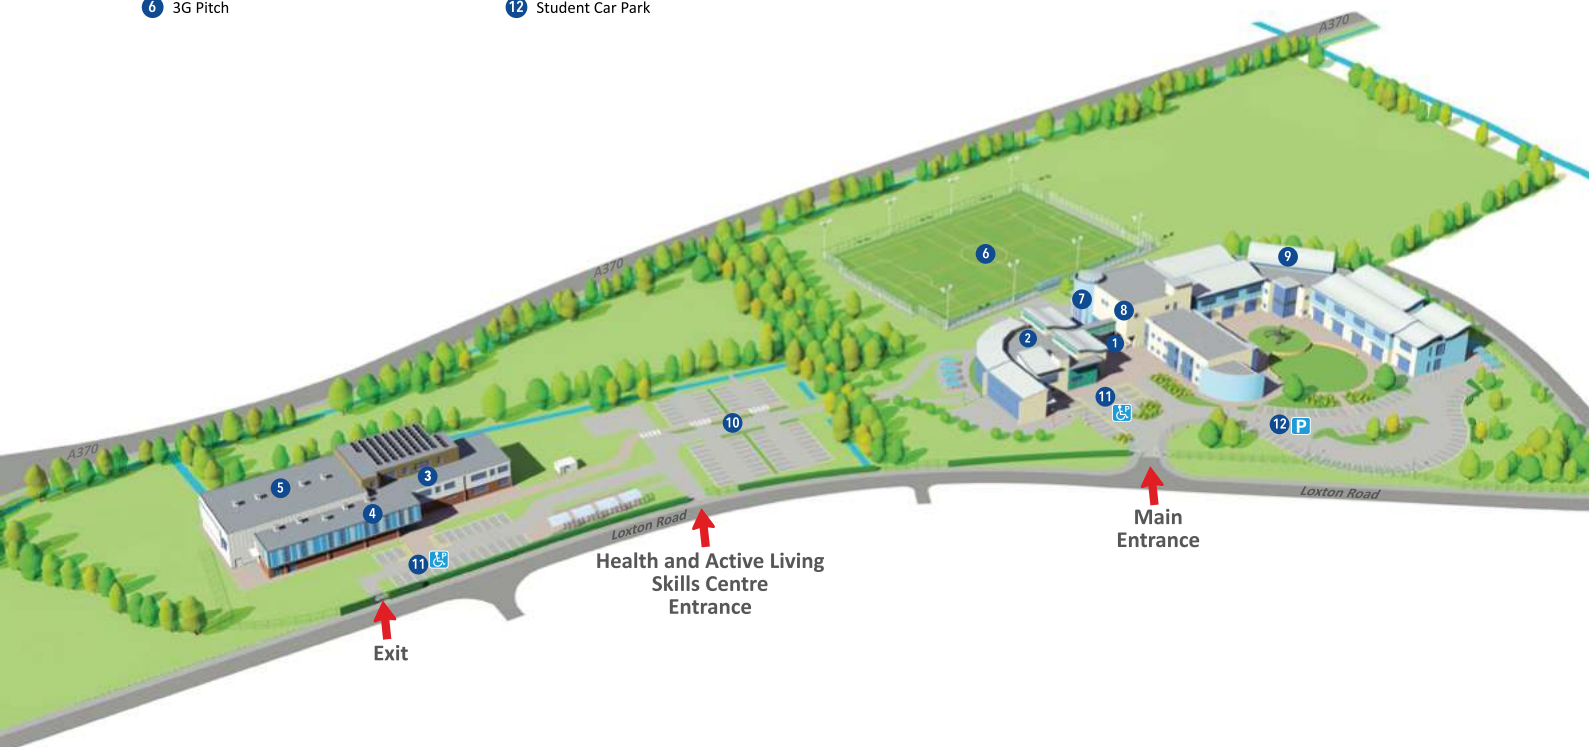 6 3G Pitch
12 Student Car Park
A370
A370
A370
6
9
7
8
2
1
11
P
12 P
10
3
5
4
11 P
Loxton Road
Loxton Road
Main
Entrance
Health and Active Living
Skills Centre
Entrance
Exit